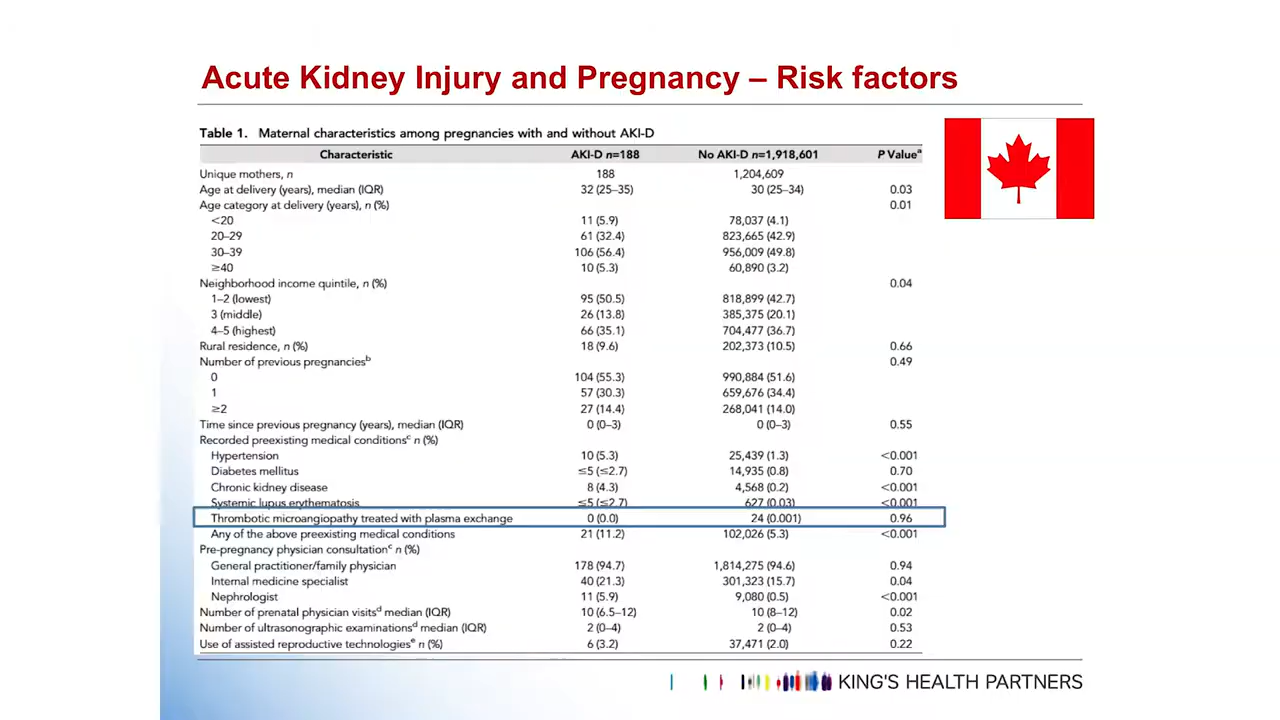 Acute Kidney Injury and Pregnancy – Risk factors
Table 1. Maternal characteristics among pregnancies with and without AKI-D
Characteristic AKI-D n=188 No AKI-D n=1,918,601 P Valueª
Unique mothers, n 188 1,204,609
Age at delivery (years), median (IQR) 32 (25–35) 30 (25–34) 0.03
Age category at delivery (years), n (%) 0.01
<20 11 (5.9) 78,037 (4.1)
20–29 61 (32.4) 823,665 (42.9)
30–39 106 (56.4) 956,009 (49.8)
≥40 10 (5.3) 60,890 (3.2)
Neighborhood income quintile, n (%) 0.04
1–2 (lowest) 95 (50.5) 818,899 (42.7)
3 (middle) 26 (13.8) 385,375 (20.1)
4–5 (highest) 66 (35.1) 704,477 (36.7)
Rural residence, n (%) 18 (9.6) 202,373 (10.5) 0.66
Number of previous pregnanciesᵇ 0.49
0 104 (55.3) 990,884 (51.6)
1 57 (30.3) 659,676 (34.4)
≥2 27 (14.4) 268,041 (14.0)
Time since previous pregnancy (years), median (IQR) 0 (0–3) 0 (0–3) 0.55
Recorded preexisting medical conditionsᶜ n (%)
Hypertension 10 (5.3) 25,439 (1.3) <0.001
Diabetes mellitus ≤5 (≤2.7) 14,935 (0.8) 0.70
Chronic kidney disease 8 (4.3) 4,568 (0.2) <0.001
Systemic lupus erythematosis ≤5 (≤2.7) 627 (0.03) <0.001
Thrombotic microangiopathy treated with plasma exchange 0 (0.0) 24 (0.001) 0.96
Any of the above preexisting medical conditions 21 (11.2) 102,026 (5.3) <0.001
Pre-pregnancy physician consultationᶜ n (%)
General practitioner/family physician 178 (94.7) 1,814,275 (94.6) 0.94
Internal medicine specialist 40 (21.3) 301,323 (15.7) 0.04
Nephrologist 11 (5.9) 9,080 (0.5) <0.001
Number of prenatal physician visitsᵈ median (IQR) 10 (6.5–12) 10 (8–12) 0.02
Number of ultrasonographic examinationsᵈ median (IQR) 2 (0–4) 2 (0–4) 0.53
Use of assisted reproductive technologiesᵉ n (%) 6 (3.2) 37,471 (2.0) 0.22
KING'S HEALTH PARTNERS